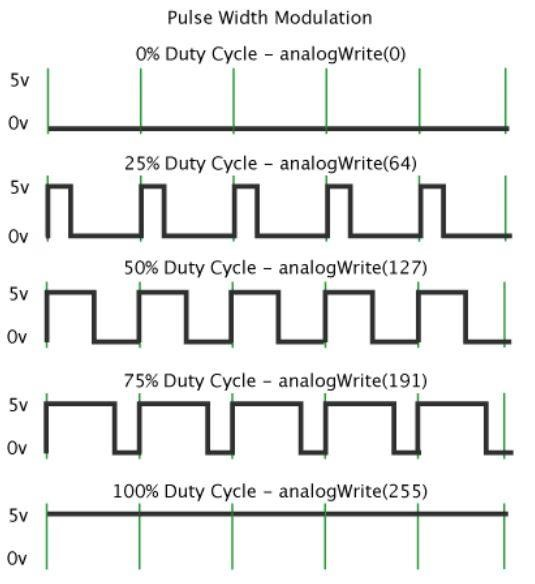 Pulse Width Modulation
0% Duty Cycle – analogWrite(0)
5v
0v
25% Duty Cycle – analogWrite(64)
5v
0v
50% Duty Cycle – analogWrite(127)
5v
0v
75% Duty Cycle – analogWrite(191)
5v
0v
100% Duty Cycle – analogWrite(255)
5v
0v